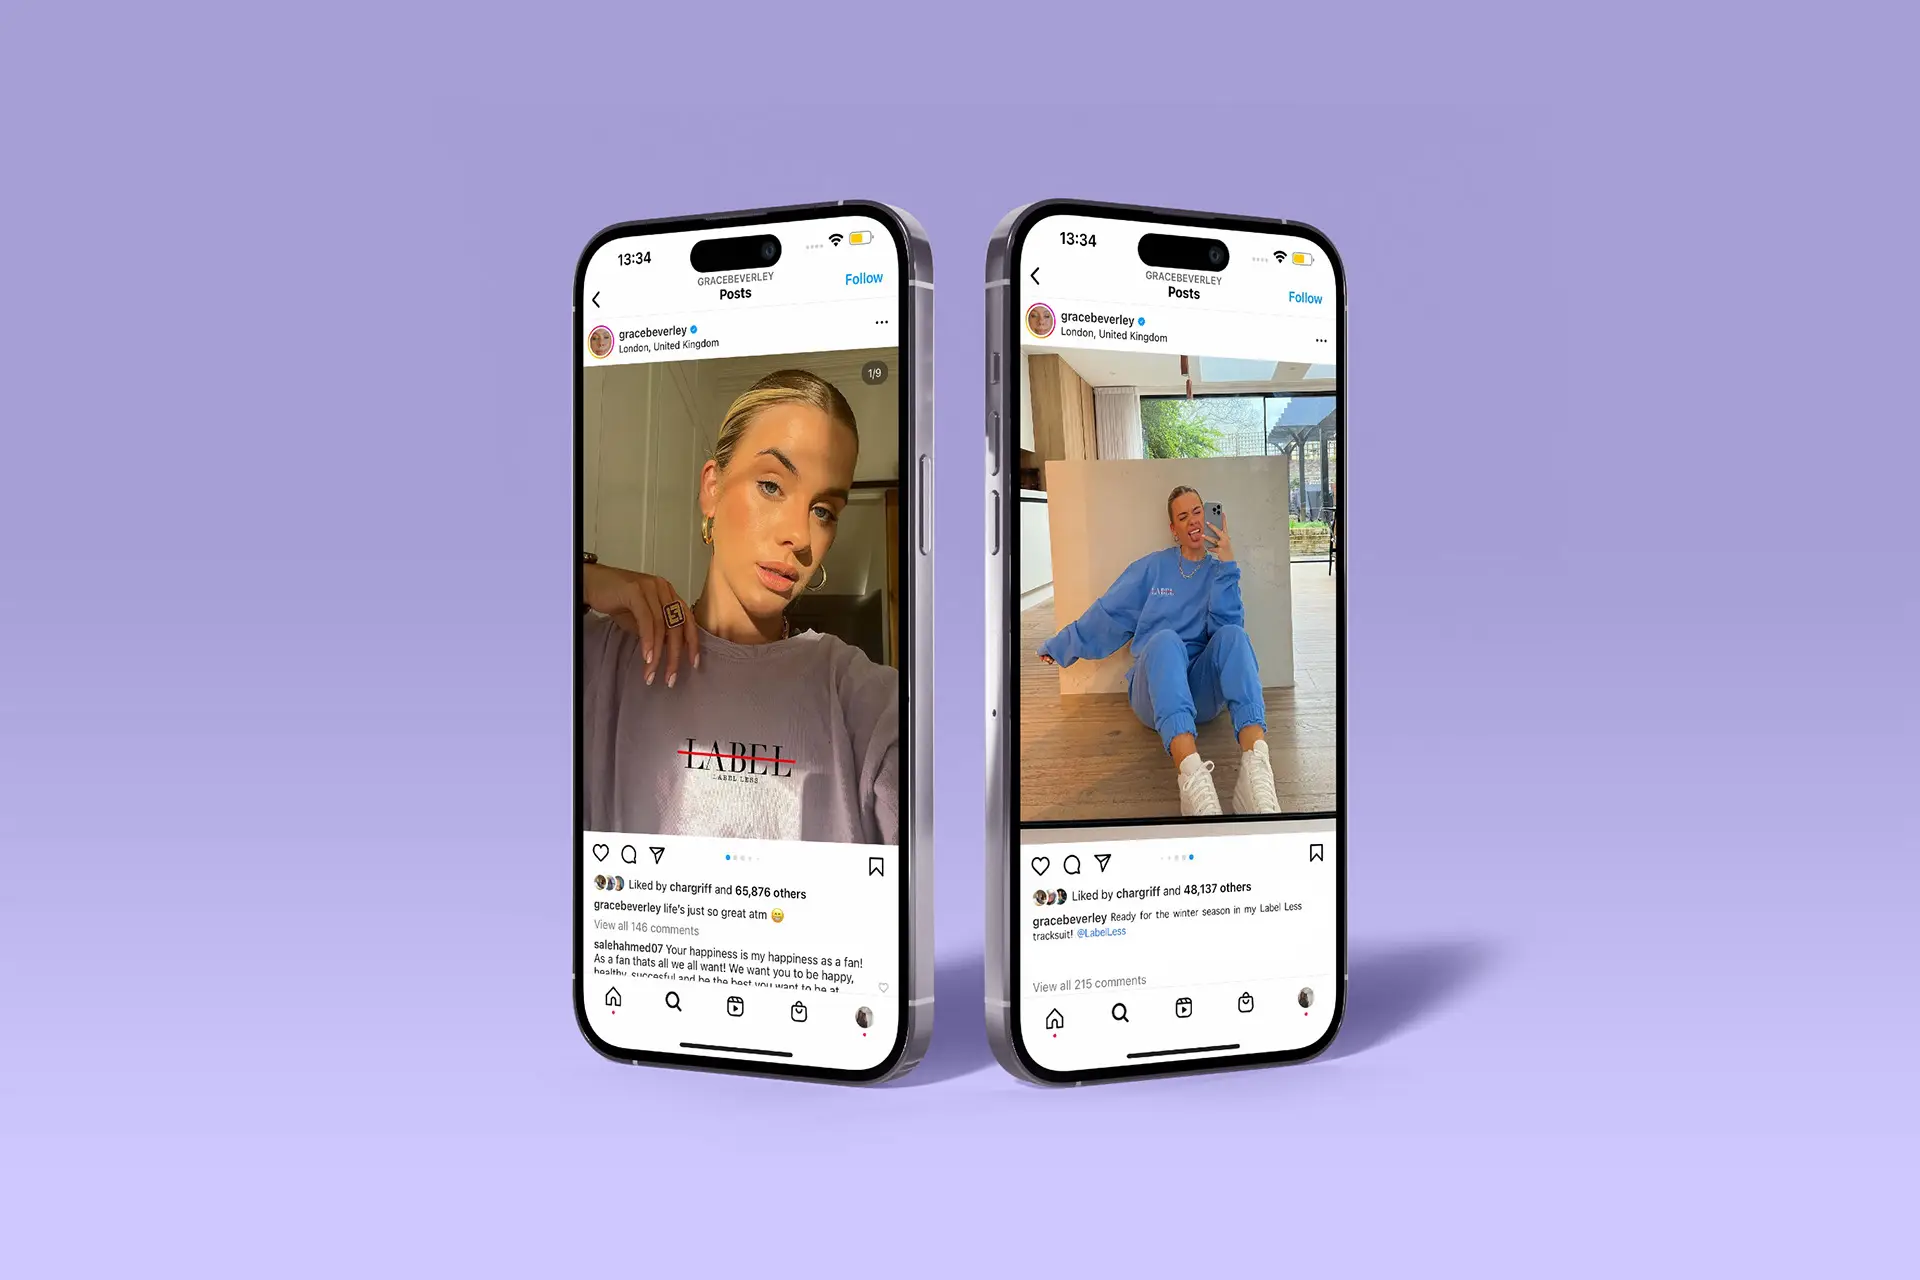 13:34
GRACEBEVERLEY
Posts
Follow
gracebeverley
London, United Kingdom
1/9
LABEL
LABEL LESS
Liked by chargriff and 65,876 others
gracebeverley life's just so great atm 😁
View all 146 comments
salehahmed07 Your happiness is my happiness as a fan!
As a fan thats all we all want! We want you to be happy,
healthy, succesful and be the best you want to be at
13:34
GRACEBEVERLEY
Posts
Follow
gracebeverley
London, United Kingdom
LABEL
Liked by chargriff and 48,137 others
gracebeverley Ready for the winter season in my Label Less
tracksuit! @LabelLess
View all 215 comments